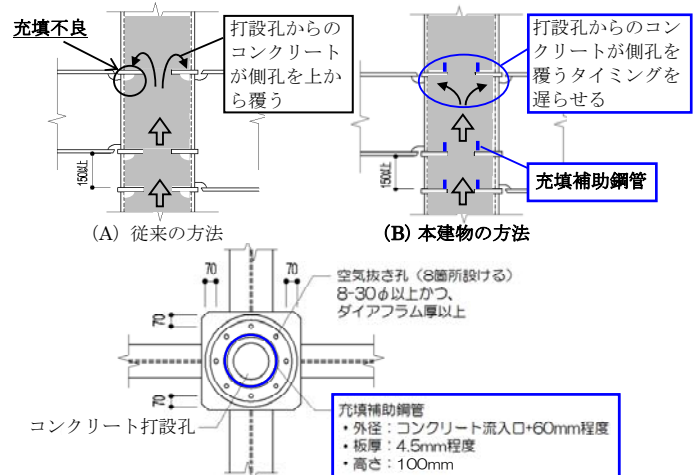 充填不良
打設孔からの
コンクリート
が側孔を上か
ら覆う
150以上
(A) 従来の方法
打設孔からのコン
クリートが側孔を
覆うタイミングを
遅らせる
充填補助鋼管
150以上
(B) 本建物の方法
70
70
70
70
空気抜き孔（8箇所設ける）
8-30φ以上かつ、
ダイアフラム厚以上
コンクリート打設孔
充填補助鋼管
・外径：コンクリート流入口+60mm程度
・板厚：4.5mm程度
・高さ：100mm